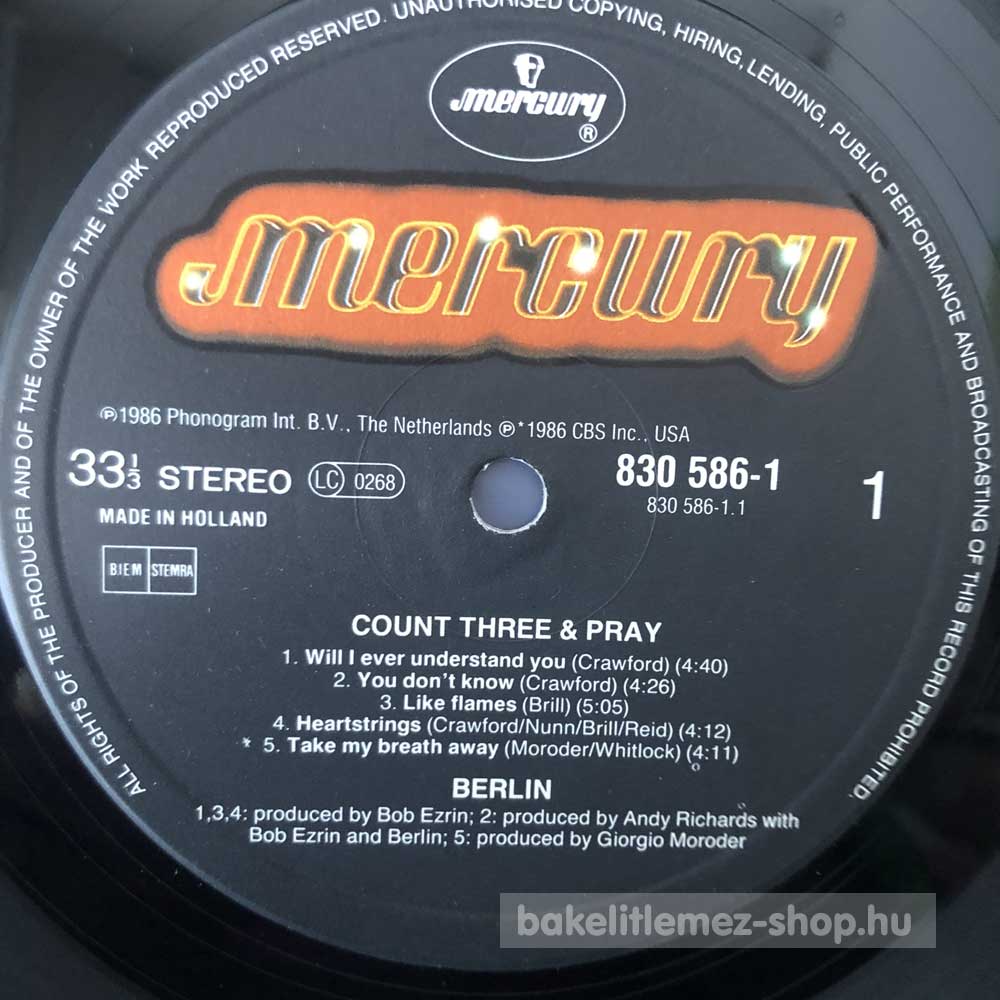 ALL RIGHTS OF THE PRODUCER AND OF THE OWNER OF THE WORK REPRODUCED RESERVED. UNAUTHORISED COPYING, HIRING, LENDING, PUBLIC PERFORMANCE AND BROADCASTING OF THIS RECORD PROHIBITED.
mercury
®
mercury
℗1986 Phonogram Int. B.V., The Netherlands ℗*1986 CBS Inc., USA
33⅓ STEREO LC 0268 830 586-1 1
830 586-1.1
MADE IN HOLLAND
BIEM STEMRA
COUNT THREE & PRAY
1. Will I ever understand you (Crawford) (4:40)
2. You don't know (Crawford) (4:26)
3. Like flames (Brill) (5:05)
4. Heartstrings (Crawford/Nunn/Brill/Reid) (4:12)
* 5. Take my breath away (Moroder/Whitlock) (4:11)
BERLIN
1,3,4: produced by Bob Ezrin; 2: produced by Andy Richards with
Bob Ezrin and Berlin; 5: produced by Giorgio Moroder
bakelitlemez-shop.hu